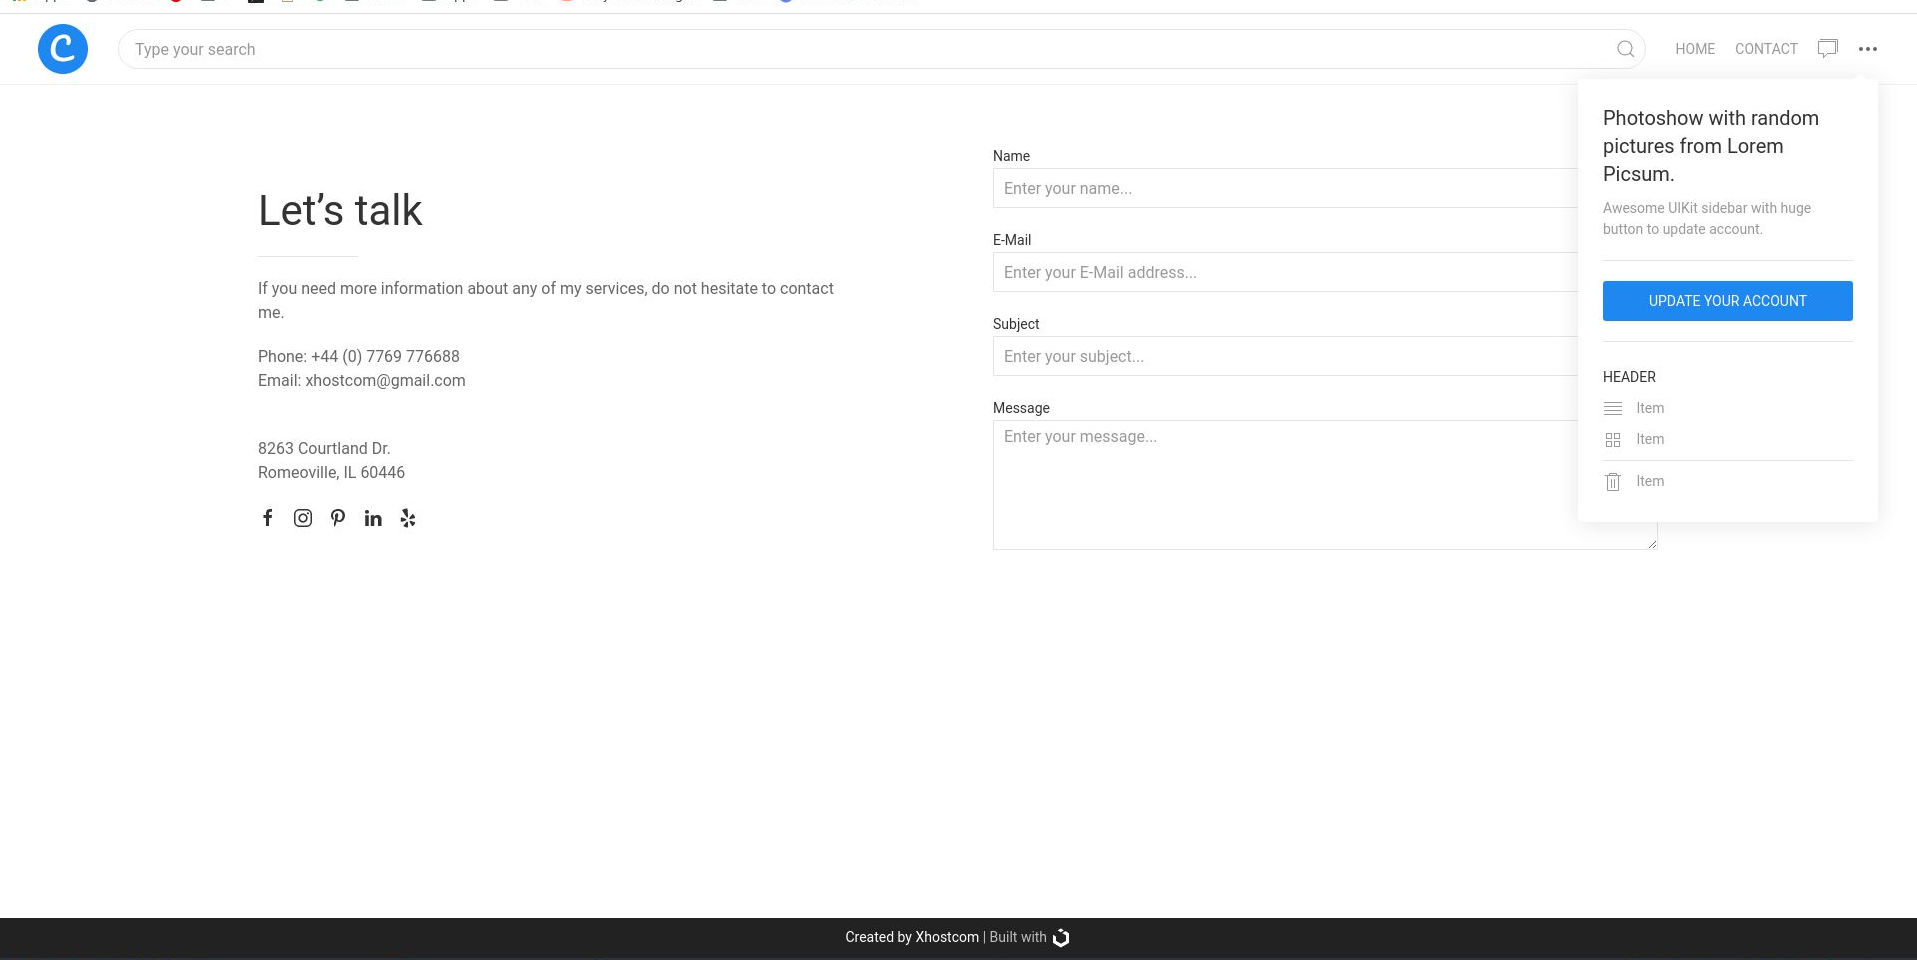 C
Type your search
HOME
CONTACT
Let's talk
If you need more information about any of my services, do not hesitate to contact
me.
Phone: +44 (0) 7769 776688
Email: xhostcom@gmail.com
8263 Courtland Dr.
Romeoville, IL 60446
Name
Enter your name...
E-Mail
Enter your E-Mail address...
Subject
Enter your subject...
Message
Enter your message...
Photoshow with random
pictures from Lorem
Picsum.
Awesome UIKit sidebar with huge
button to update account.
UPDATE YOUR ACCOUNT
HEADER
Item
Item
Item
Created by Xhostcom | Built with